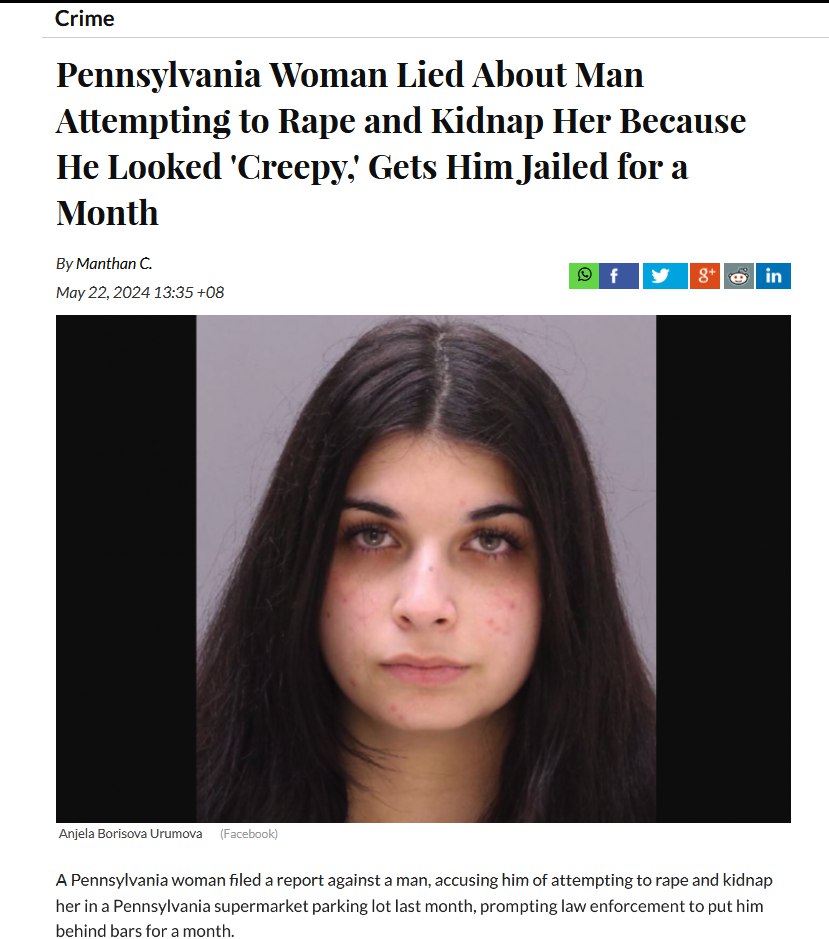 Crime
Pennsylvania Woman Lied About Man
Attempting to Rape and Kidnap Her Because
He Looked 'Creepy,' Gets Him Jailed for a
Month
By Manthan C.
May 22, 2024 13:35 +08
f
g+
in
Anjela Borisova Urumova (Facebook)
A Pennsylvania woman filed a report against a man, accusing him of attempting to rape and kidnap
her in a Pennsylvania supermarket parking lot last month, prompting law enforcement to put him
behind bars for a month.